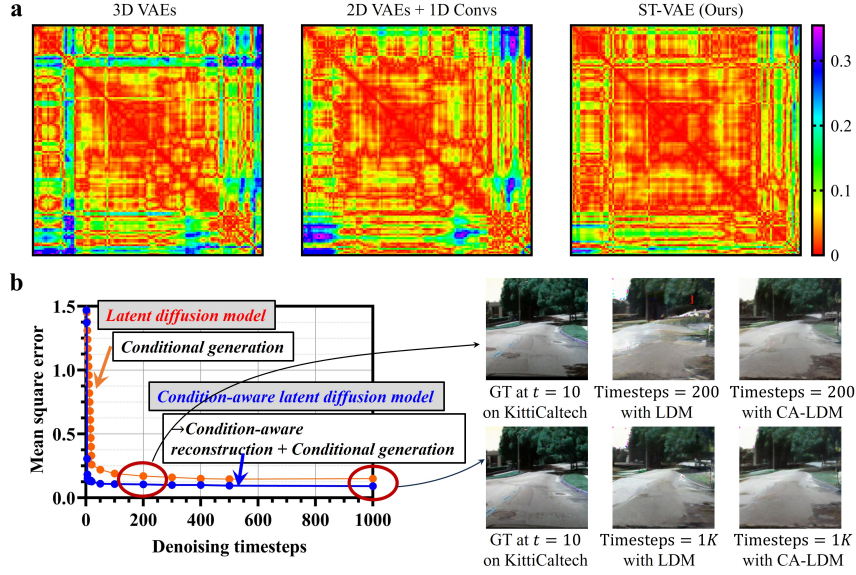 a
3D VAEs
2D VAEs + 1D Convs
ST-VAE (Ours)
0.3
0.2
0.1
0
b
1.5
1.0
0.5
0.0
Mean square error
0
200
400
600
800
1000
Denoising timesteps
Latent diffusion model
Conditional generation
Condition-aware latent diffusion model
→Condition-aware
reconstruction + Conditional generation
GT at t = 10
on KittiCaltech
Timesteps = 200
with LDM
Timesteps = 200
with CA-LDM
GT at t = 10
on KittiCaltech
Timesteps = 1K
with LDM
Timesteps = 1K
with CA-LDM